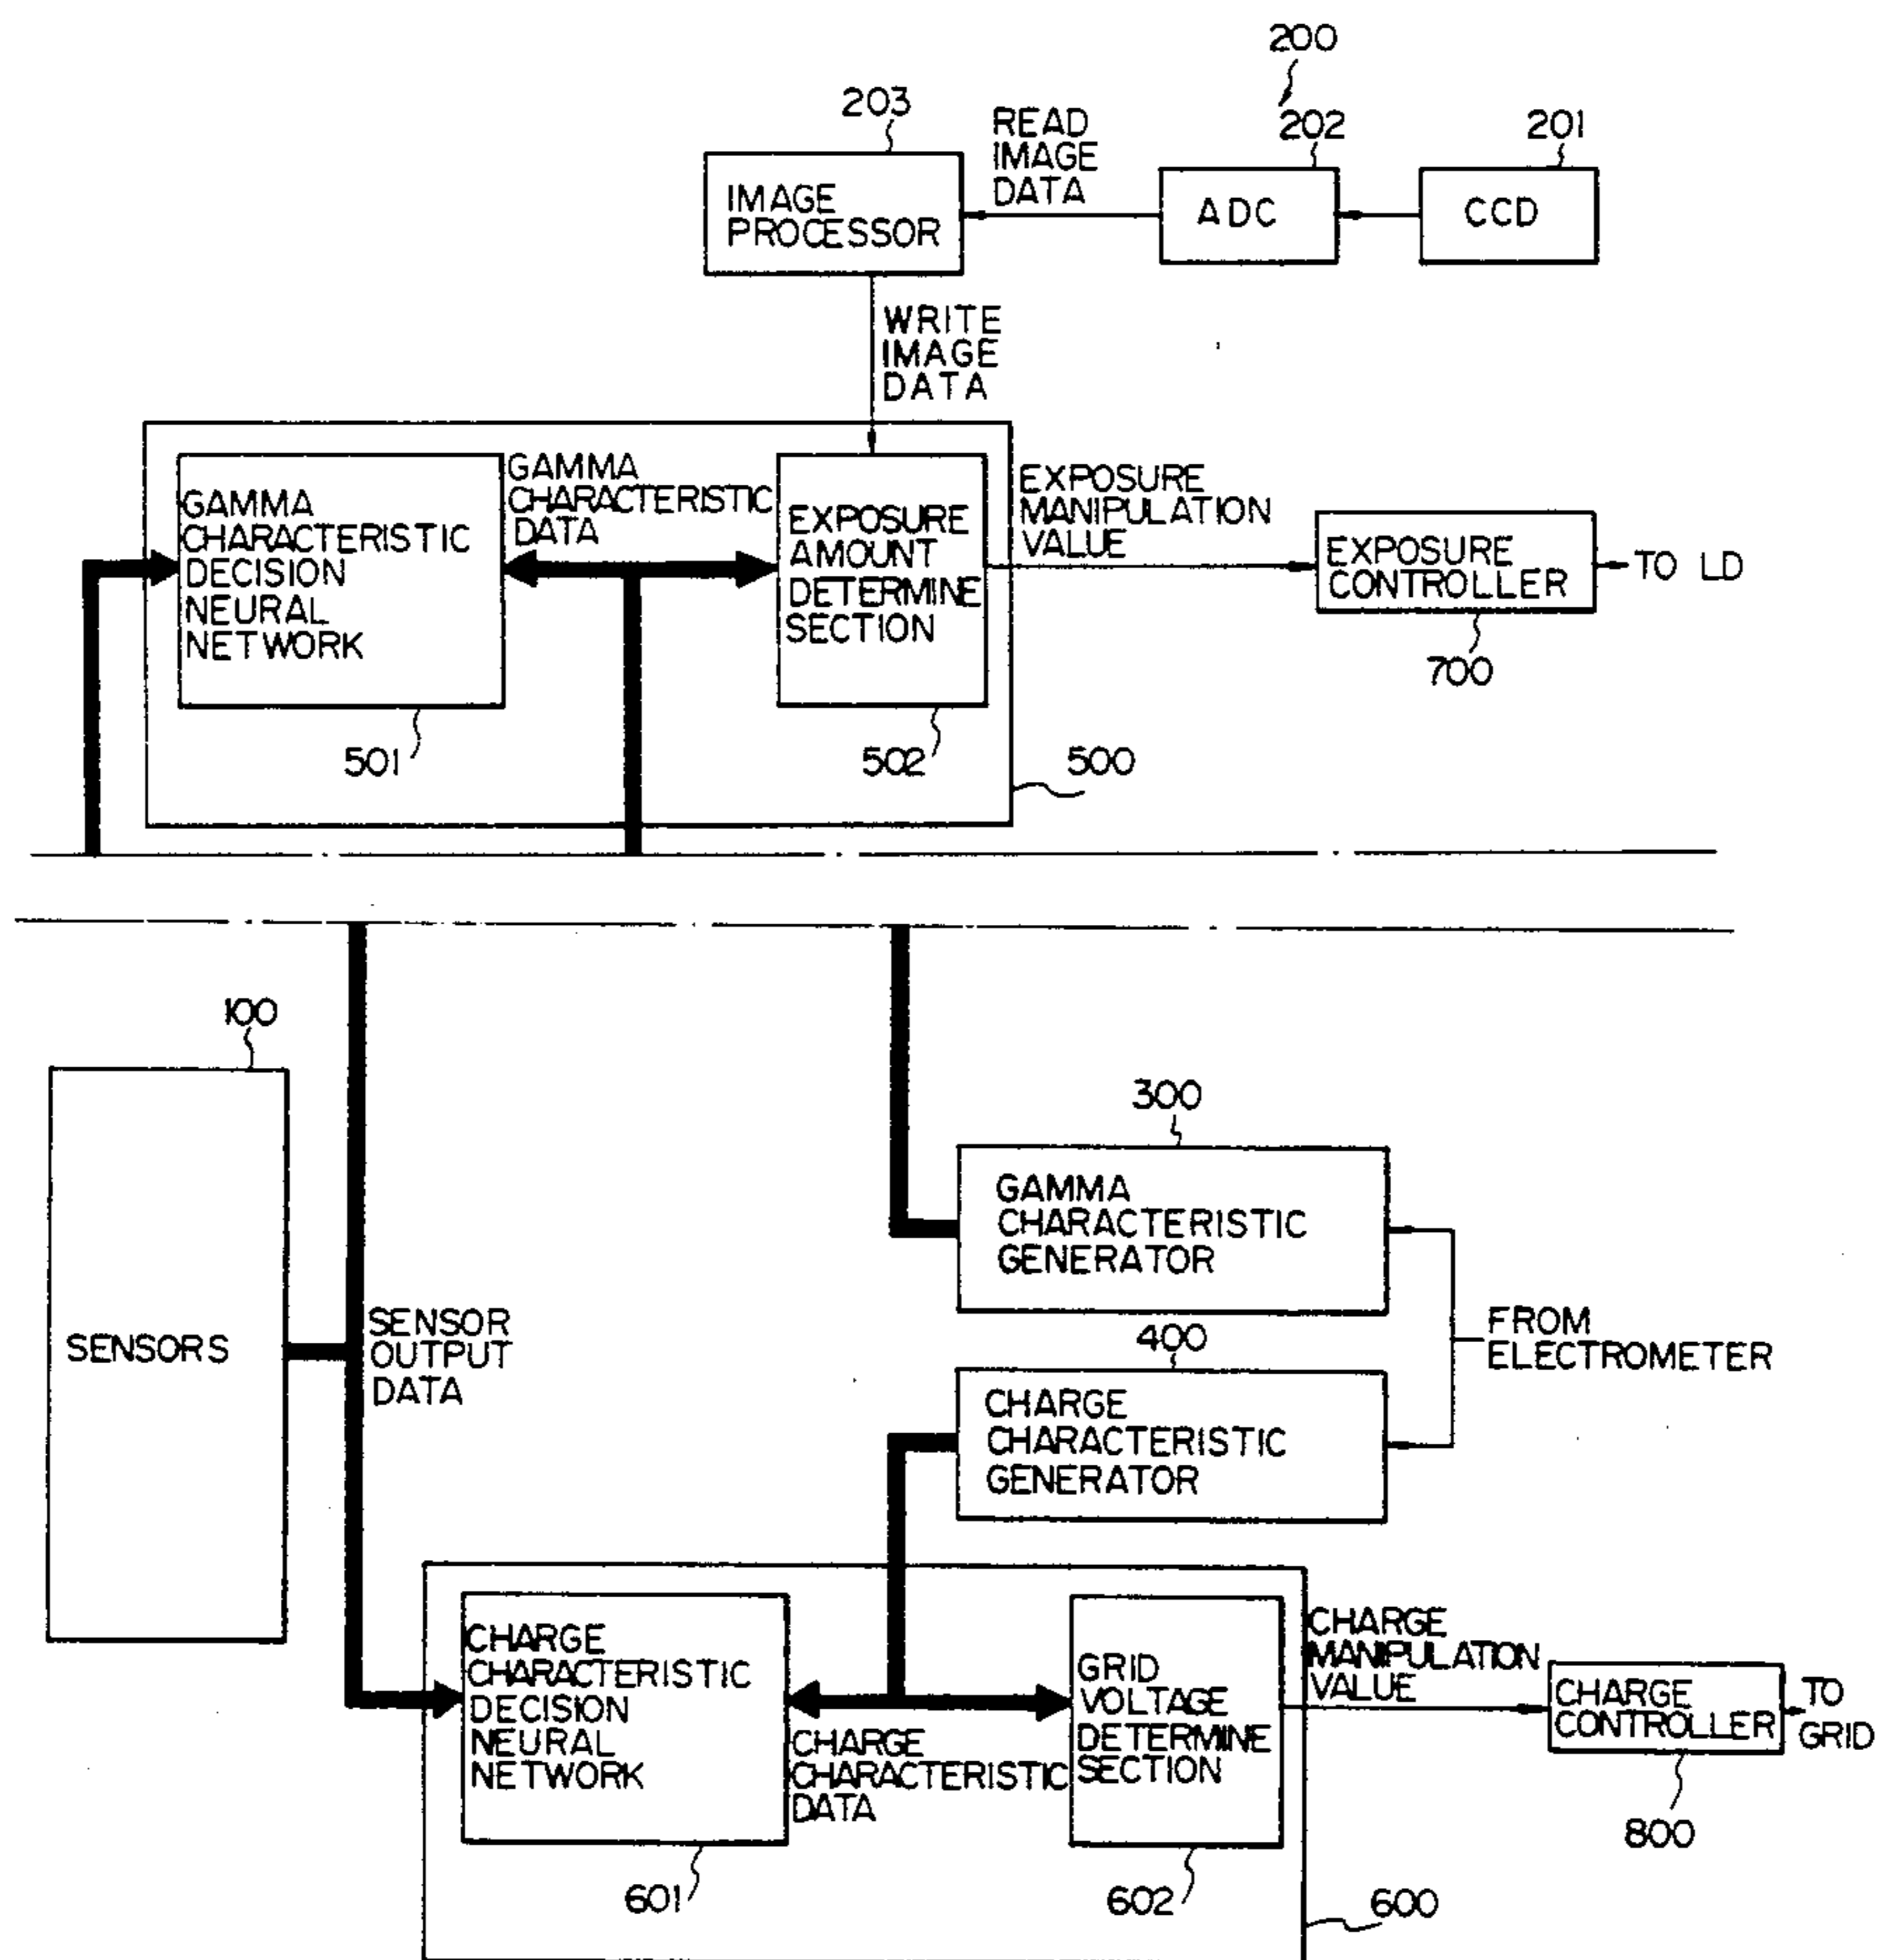 200
203
READ
IMAGE
DATA
202
201
IMAGE
PROCESSOR
ADC
CCD
WRITE
IMAGE
DATA
GAMMA
CHARACTERISTIC
DECISION
NEURAL
NETWORK
GAMMA
CHARACTERISTIC
DATA
EXPOSURE
AMOUNT
DETERMINE
SECTION
EXPOSURE
MANIPULATION
VALUE
EXPOSURE
CONTROLLER
TO LD
700
501
502
500
100
SENSORS
SENSOR
OUTPUT
DATA
300
GAMMA
CHARACTERISTIC
GENERATOR
400
CHARGE
CHARACTERISTIC
GENERATOR
FROM
ELECTROMETER
CHARGE
CHARACTERISTIC
DECISION
NEURAL
NETWORK
CHARGE
CHARACTERISTIC
DATA
GRID
VOLTAGE
DETERMINE
SECTION
CHARGE
MANIPULATION
VALUE
CHARGE
CONTROLLER
TO
GRID
800
601
602
600